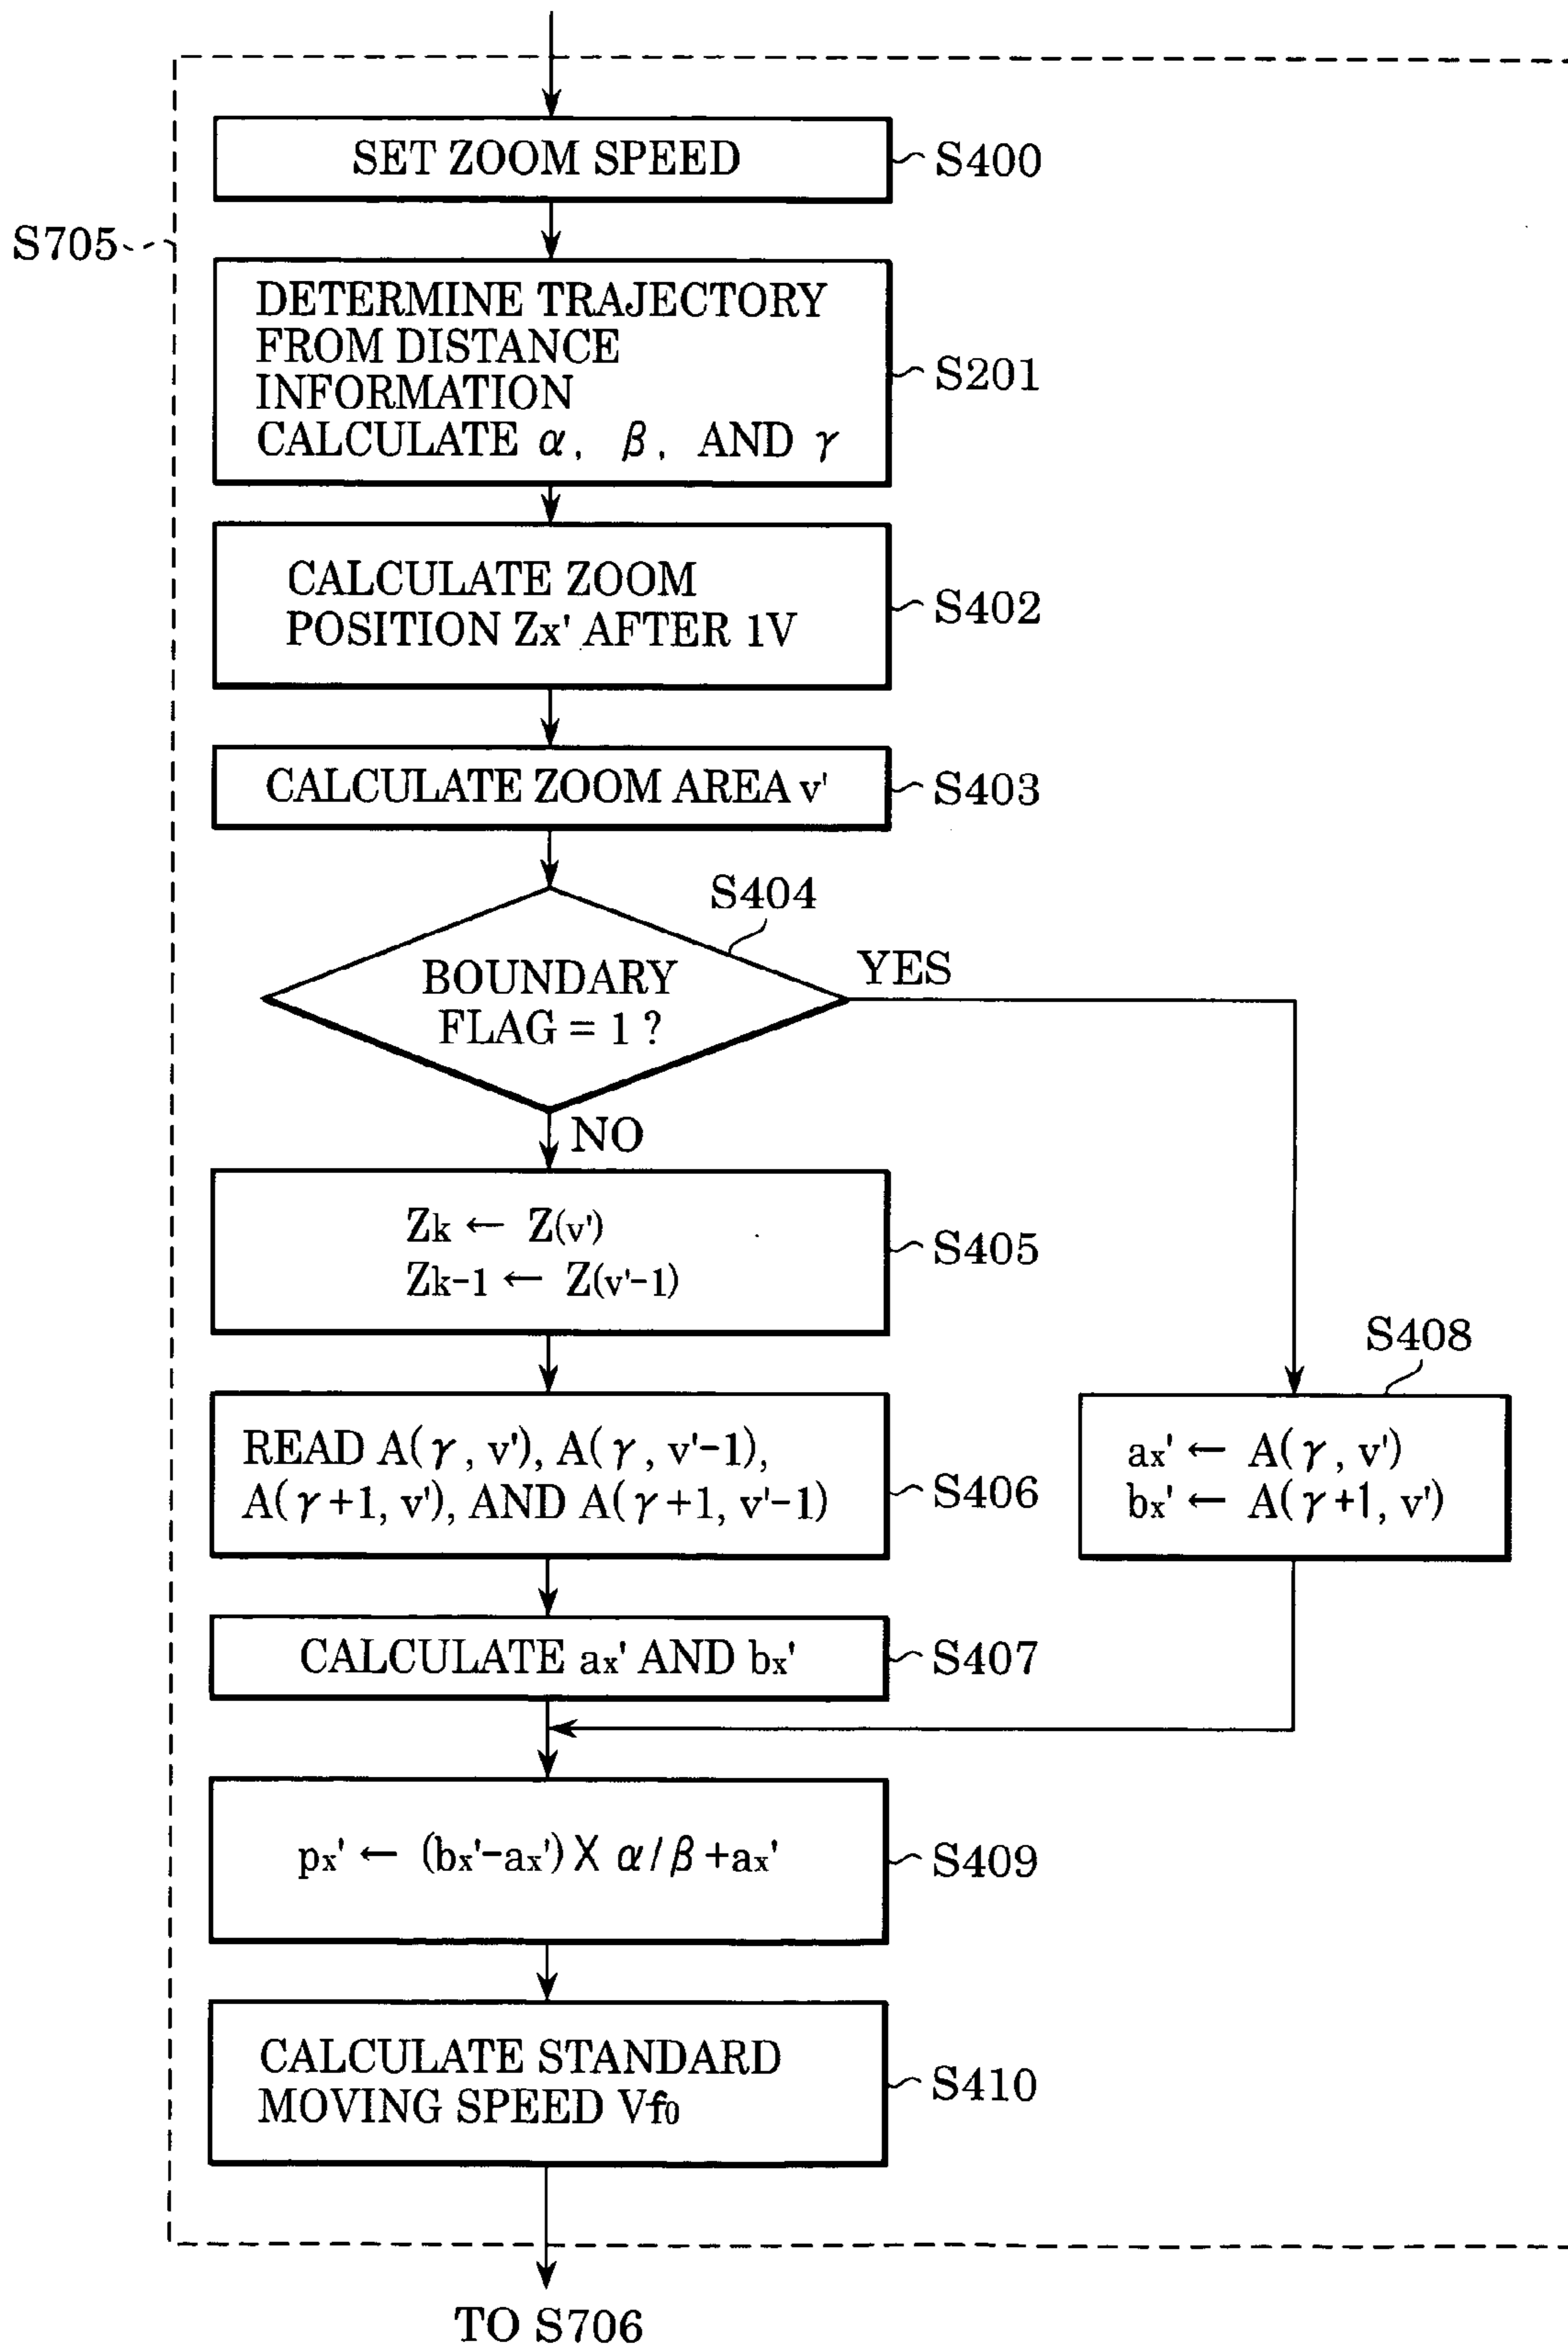 SET ZOOM SPEED
S400
S705
DETERMINE TRAJECTORY
FROM DISTANCE
INFORMATION
CALCULATE α, β, AND γ
S201
CALCULATE ZOOM
POSITION Zx' AFTER 1V
S402
CALCULATE ZOOM AREA v'
S403
S404
BOUNDARY
FLAG = 1 ?
YES
NO
Zk ← Z(v')
Zk-1 ← Z(v'-1)
S405
READ A(γ, v'), A(γ, v'-1),
A(γ+1, v'), AND A(γ+1, v'-1)
S406
S408
ax' ← A(γ, v')
bx' ← A(γ+1, v')
CALCULATE ax' AND bx'
S407
px' ← (bx'-ax') X α/β+ax'
S409
CALCULATE STANDARD
MOVING SPEED Vf0
S410
TO S706